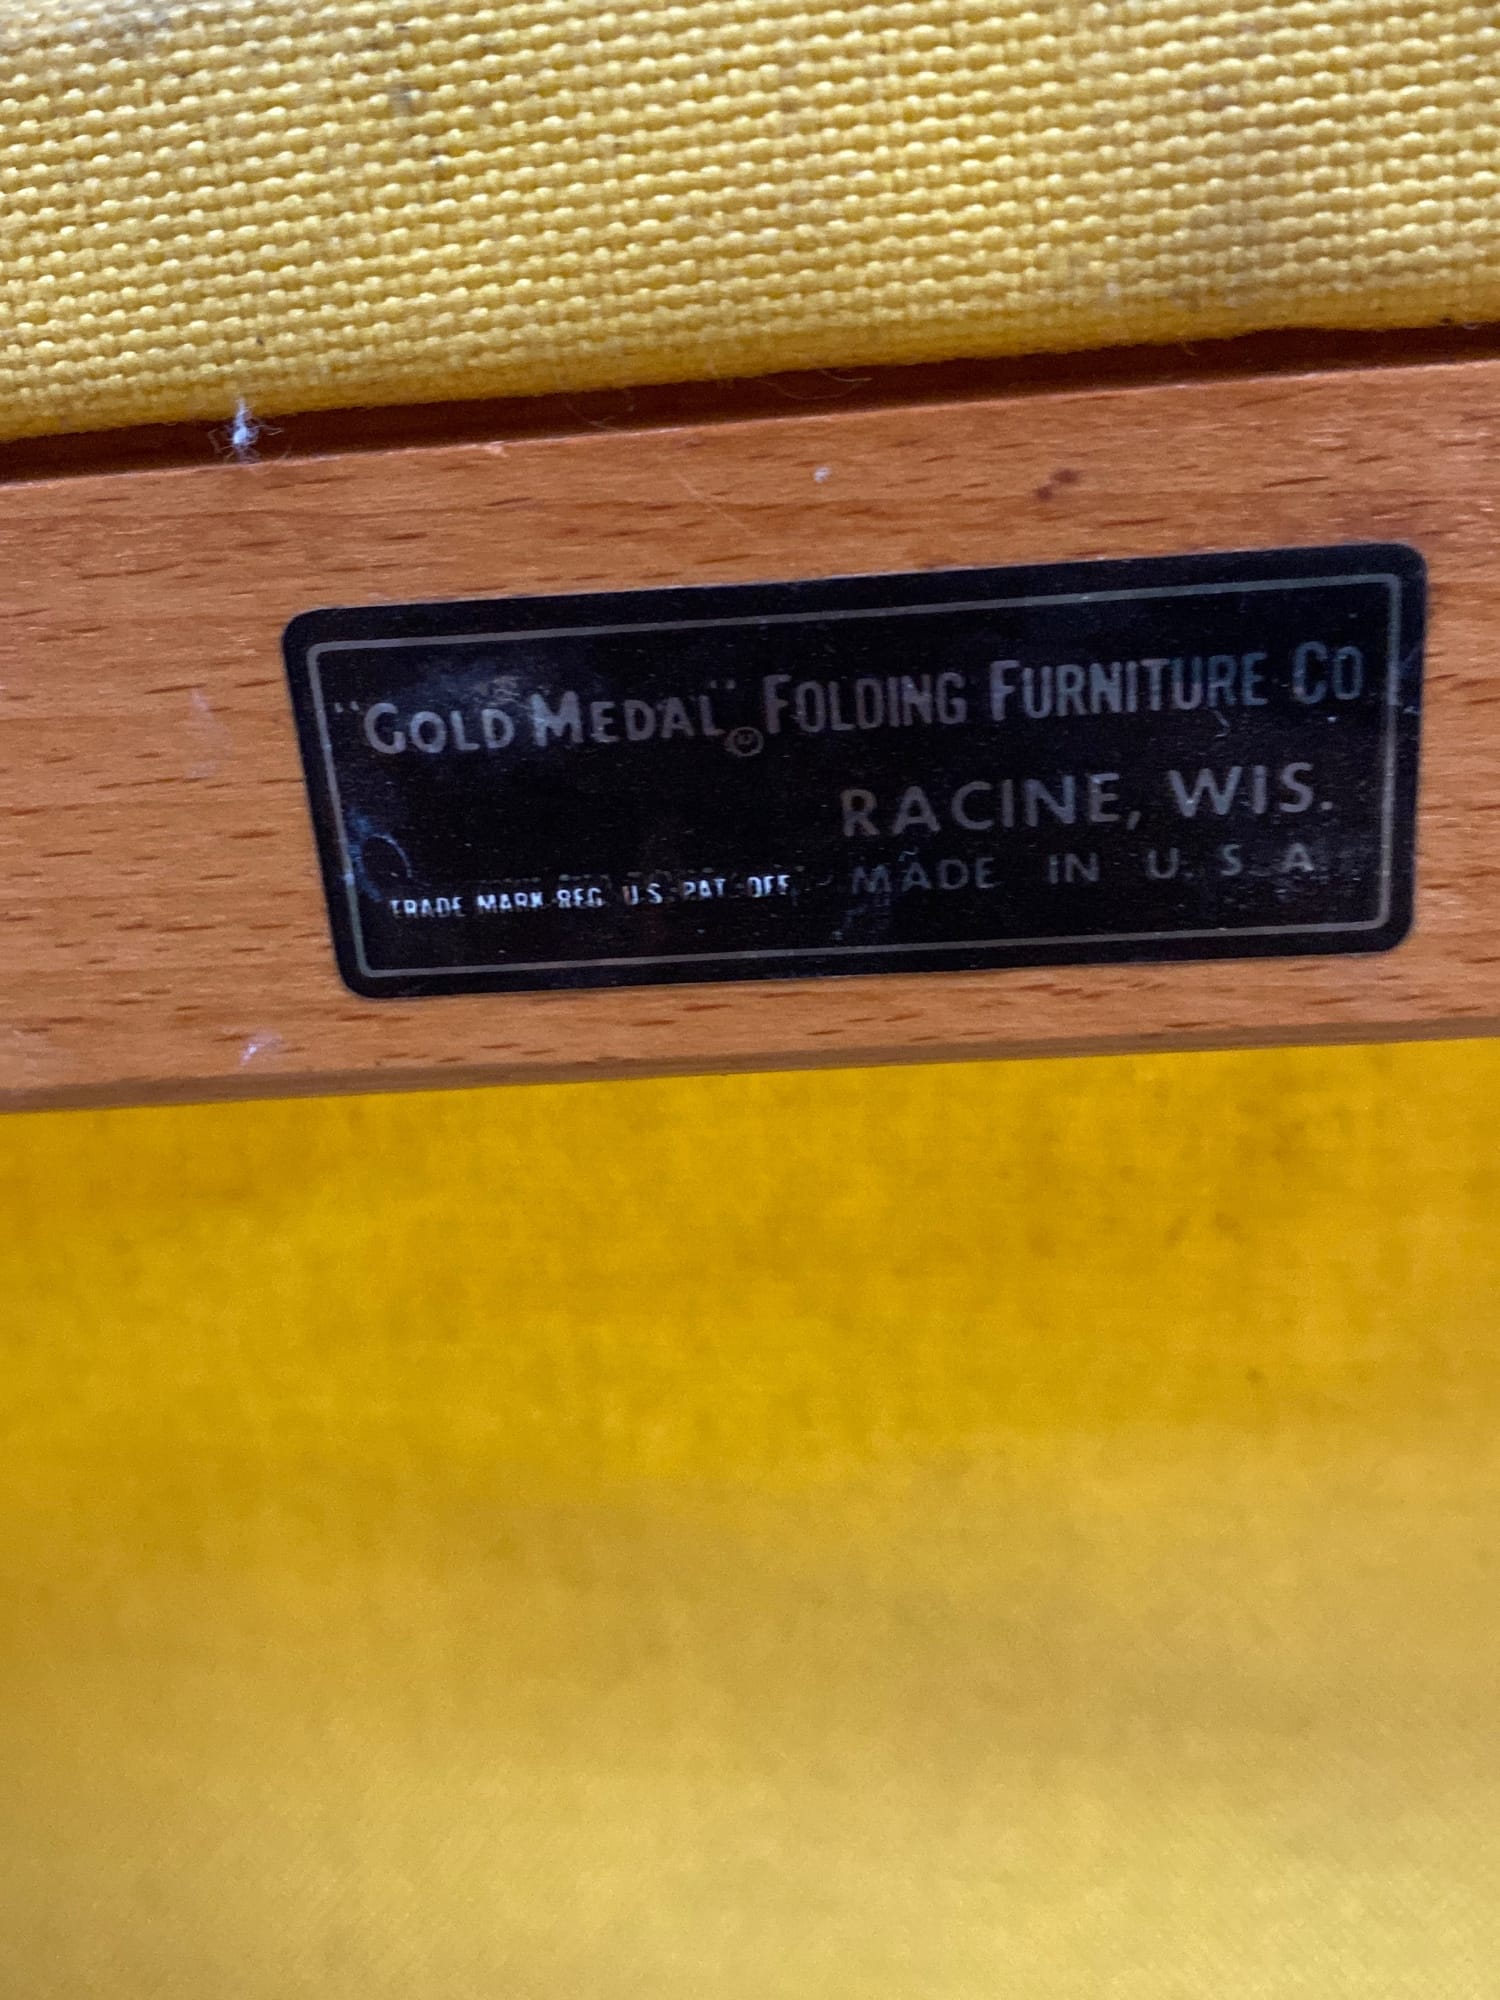 "GOLD MEDAL"® FOLDING FURNITURE CO
RACINE, WIS.
TRADE MARK REG U.S. PAT. OFF. MADE IN U.S.A.